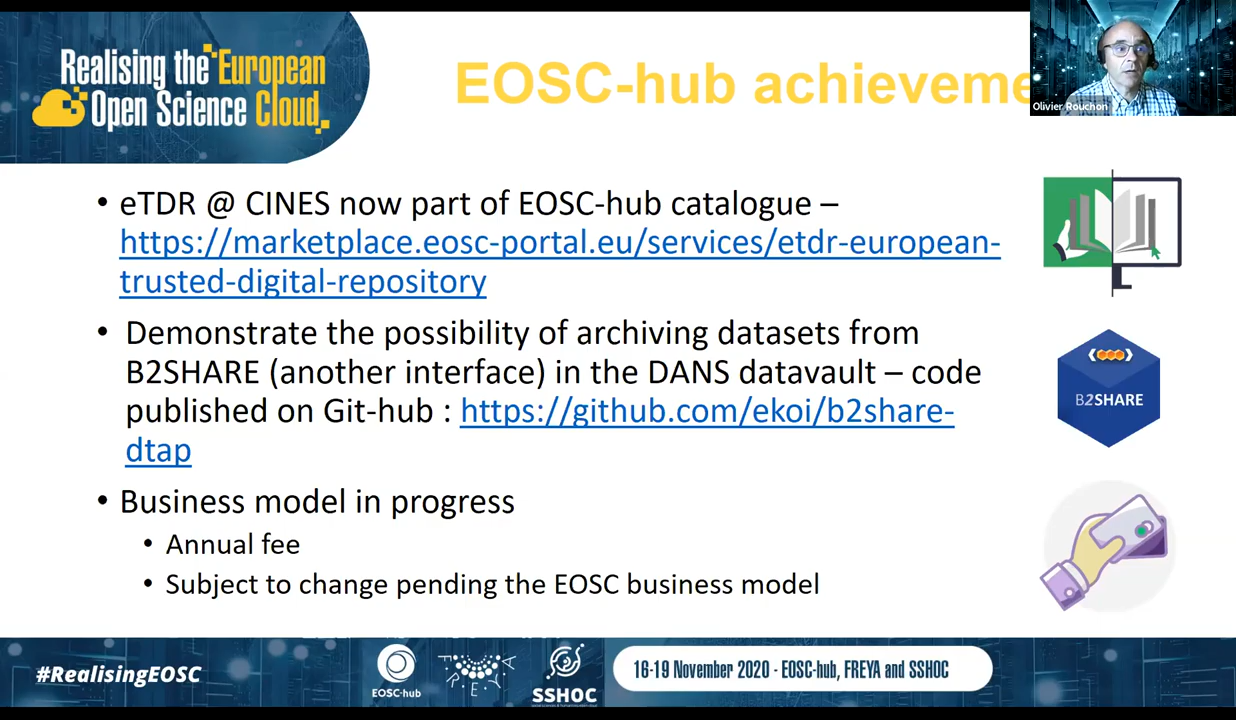 Realising the European
Open Science Cloud
EOSC-hub achieveme
Olivier Rouchon
• eTDR @ CINES now part of EOSC-hub catalogue –
https://marketplace.eosc-portal.eu/services/etdr-european-
trusted-digital-repository
• Demonstrate the possibility of archiving datasets from
B2SHARE (another interface) in the DANS datavault – code
published on Git-hub : https://github.com/ekoi/b2share-
dtap
B2SHARE
• Business model in progress
• Annual fee
• Subject to change pending the EOSC business model
#RealisingEOSC
EOSC-hub
FREYA
SSHOC
16-19 November 2020 - EOSC-hub, FREYA and SSHOC